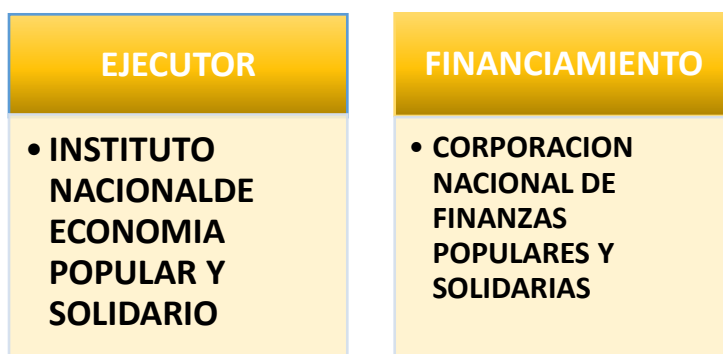 EJECUTOR
• INSTITUTO
NACIONALDE
ECONOMIA
POPULAR Y
SOLIDARIO
FINANCIAMIENTO
• CORPORACION
NACIONAL DE
FINANZAS
POPULARES Y
SOLIDARIAS